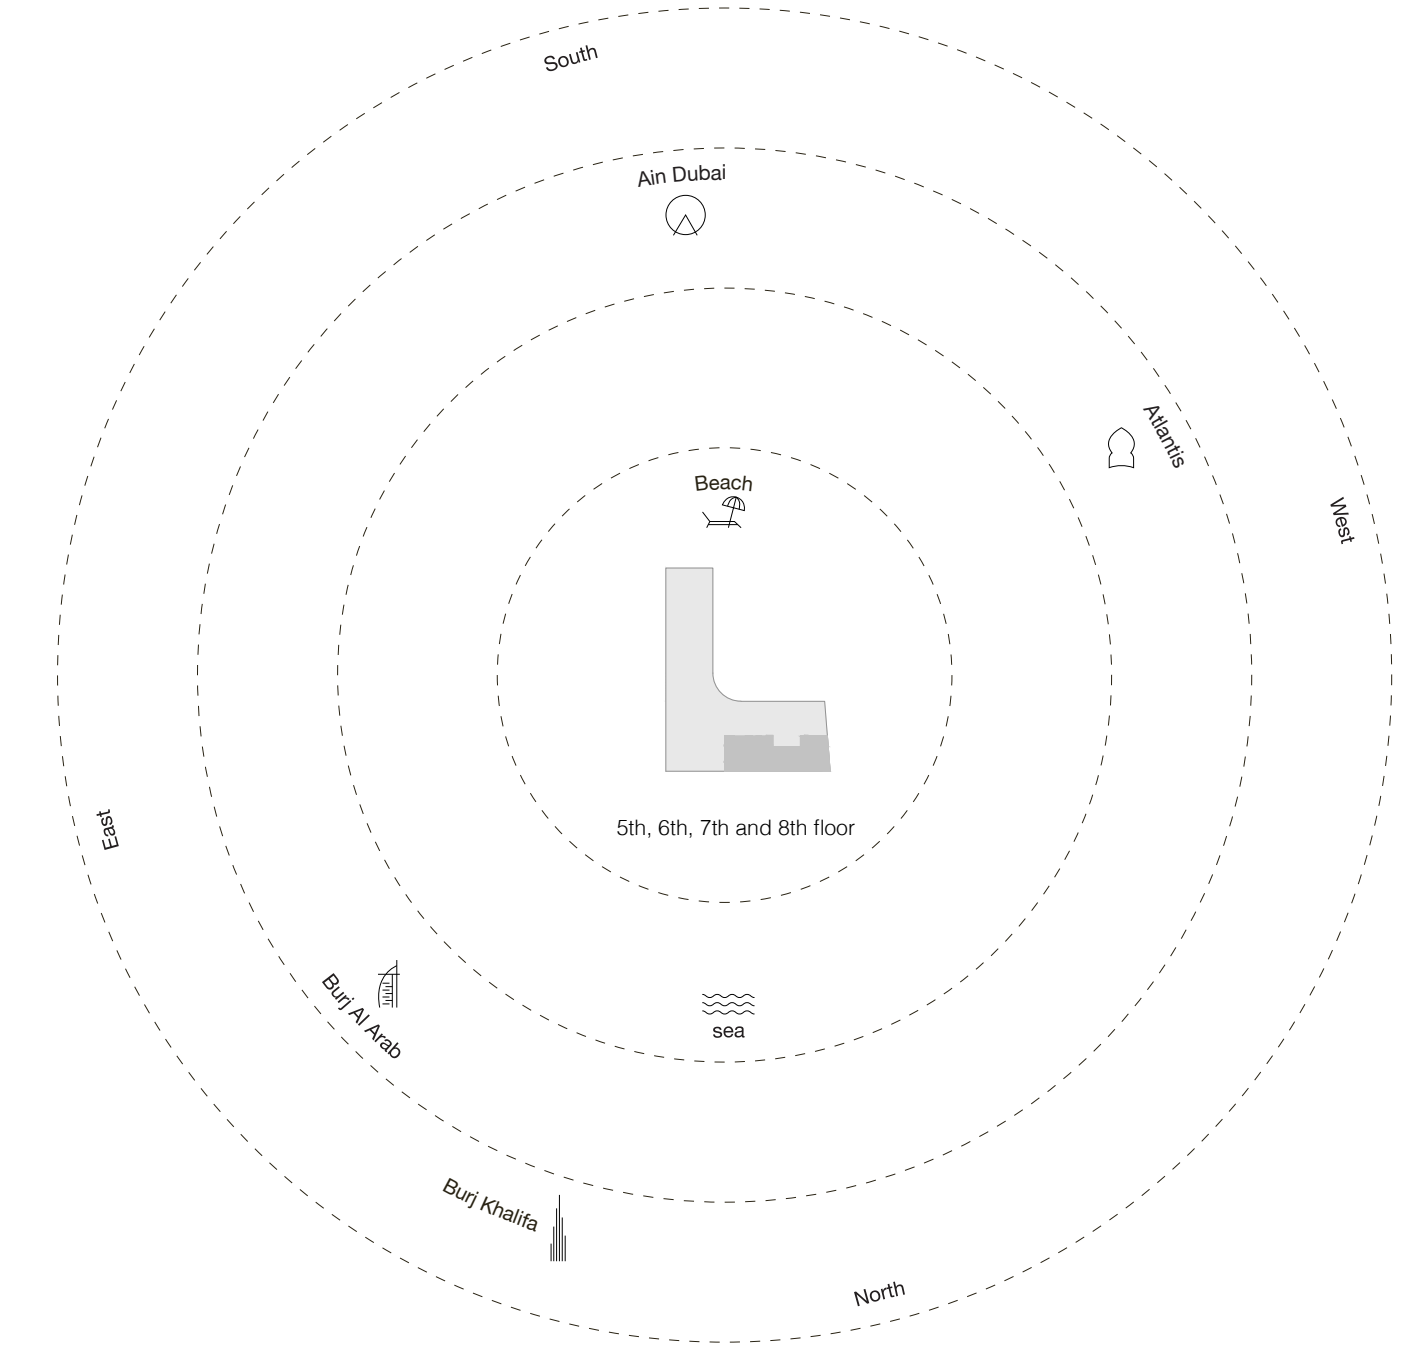 South
Ain Dubai
Atlantis
Beach
West
5th, 6th, 7th and 8th floor
East
Burj Al Arab
sea
Burj Khalifa
North